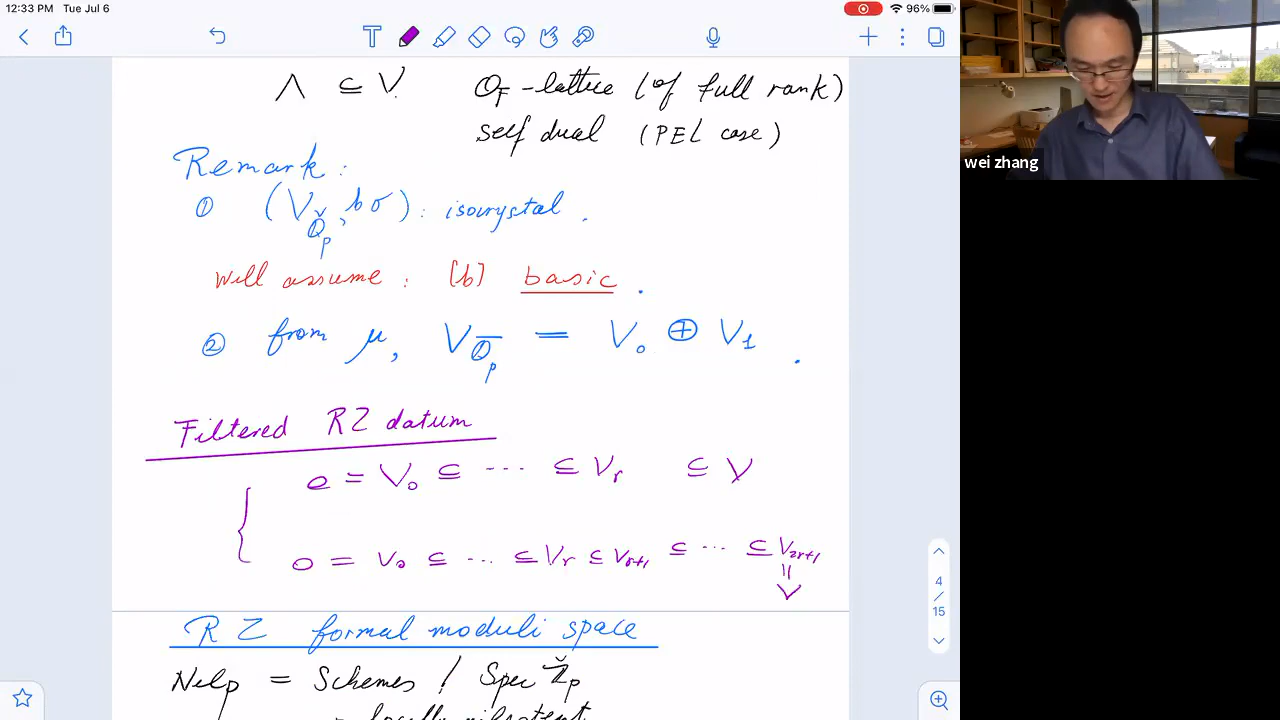 12:33 PM Tue Jul 6
96%
Λ ⊆ V. O_F-lattice (of full rank)
self dual (PEL case)
wei zhang
Remark:
① (V_{Q̆_p}, bσ): isocrystal.
Will assume: [b] basic.
② from μ, V_{\overline{Q}_p} = V_0 ⊕ V_1.
Filtered RZ datum
0 = V_0 ⊆ ... ⊆ V_r ⊆ V
0 = V_0 ⊆ ... ⊆ V_r ⊆ V_{r+1} ⊆ ... ⊆ V_{2r+1}
=
V
4
/
15
RZ formal moduli space
Nilp = Schemes / Spec Z̆_p
- locally nilpotent